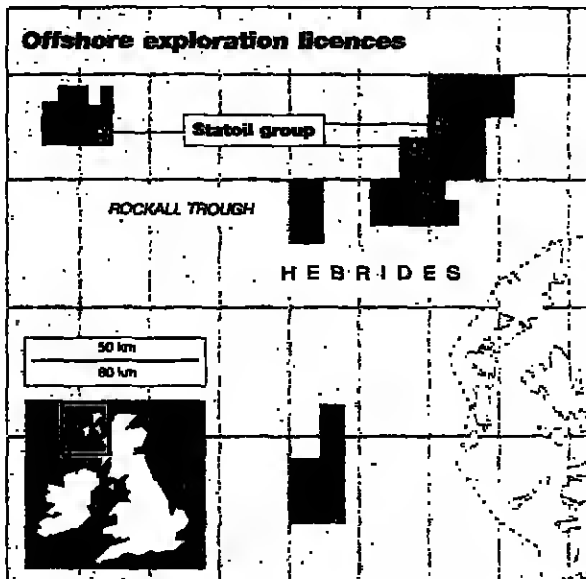 Offshore exploration licences
Statoil group
ROCKALL TROUGH
HEBRIDES
50 km
80 km